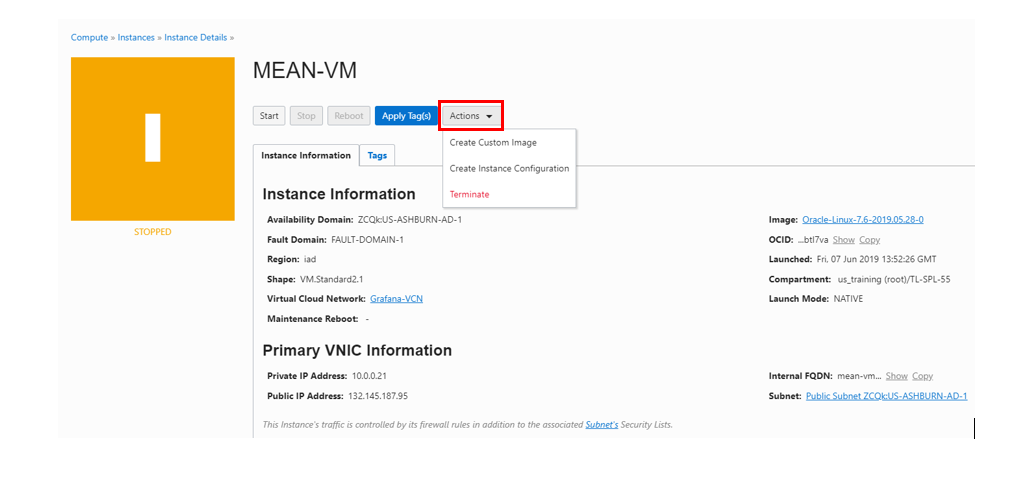 Compute » Instances » Instance Details »
MEAN-VM
Start Stop Reboot Apply Tag(s) Actions
Create Custom Image
Create Instance Configuration
Terminate
Instance Information Tags
I
STOPPED
Instance Information
Availability Domain: ZCQk:US-ASHBURN-AD-1
Image: Oracle-Linux-7.6-2019.05.28-0
Fault Domain: FAULT-DOMAIN-1
OCID: ...btl7va Show Copy
Region: iad
Launched: Fri, 07 Jun 2019 13:52:26 GMT
Shape: VM.Standard2.1
Compartment: us_training (root)/TL-SPL-55
Virtual Cloud Network: Grafana-VCN
Launch Mode: NATIVE
Maintenance Reboot: -
Primary VNIC Information
Private IP Address: 10.0.0.21
Internal FQDN: mean-vm... Show Copy
Public IP Address: 132.145.187.95
Subnet: Public Subnet ZCQk:US-ASHBURN-AD-1
This Instance's traffic is controlled by its firewall rules in addition to the associated Subnet's Security Lists.